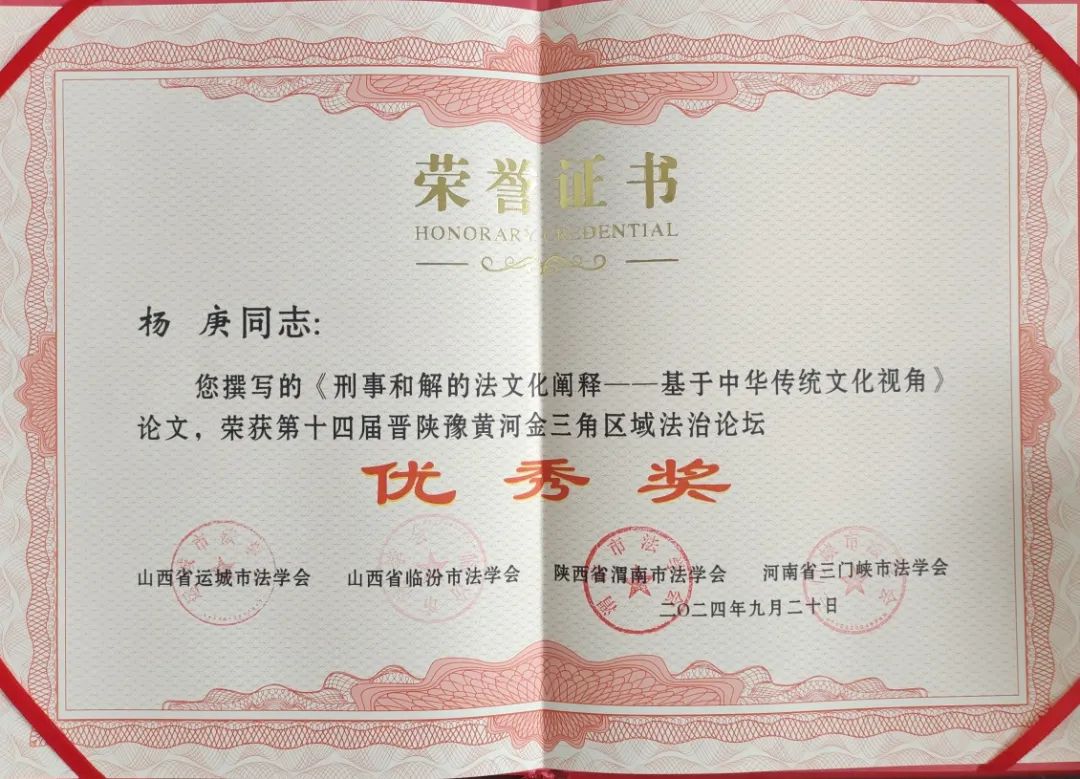 荣誉证书
HONORARY CREDENTIAL
杨 庚同志:
您撰写的《刑事和解的法文化阐释——基于中华传统文化视角》
论文，荣获第十四届晋陕豫黄河金三角区域法治论坛
优秀奖
山西省运城市法学会 山西省临汾市法学会 陕西省渭南市法学会 河南省三门峡市法学会
二〇二四年九月二十日